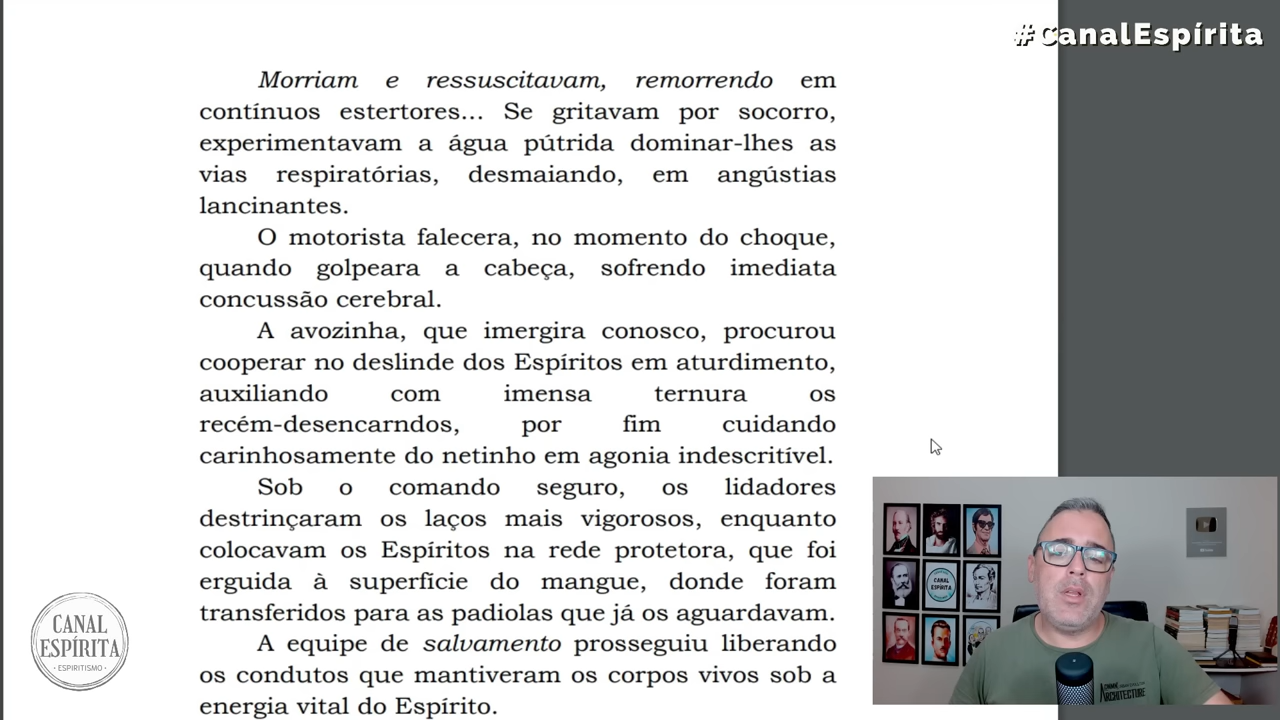 #CanalEspírita
Morriam e ressuscitavam, remorrendo em
contínuos estertores... Se gritavam por socorro,
experimentavam a água pútrida dominar-lhes as
vias respiratórias, desmaiando, em angústias
lancinantes.
O motorista falecera, no momento do choque,
quando golpeara a cabeça, sofrendo imediata
concussão cerebral.
A avozinha, que imergira conosco, procurou
cooperar no deslinde dos Espíritos em aturdimento,
auxiliando com imensa ternura os
recém-desencarndos, por fim cuidando
carinhosamente do netinho em agonia indescritível.
Sob o comando seguro, os lidadores
destrinçaram os laços mais vigorosos, enquanto
colocavam os Espíritos na rede protetora, que foi
erguida à superfície do mangue, donde foram
transferidos para as padiolas que já os aguardavam.
A equipe de salvamento prosseguiu liberando
os condutos que mantiveram os corpos vivos sob a
energia vital do Espírito.
CANAL
ESPÍRITA
· ESPIRITISMO ·
CANAL
ESPÍRITA
ARCHITECTURE